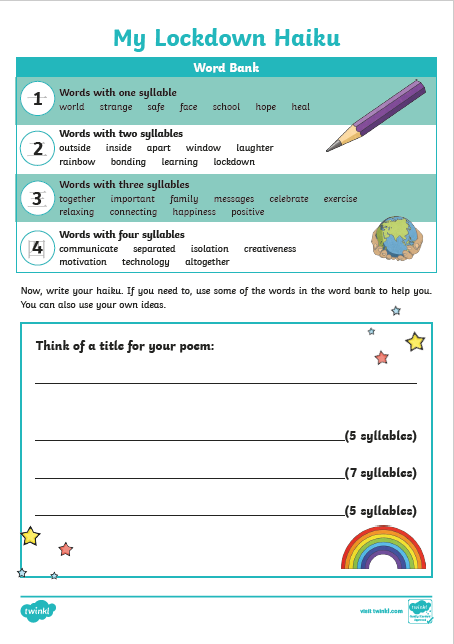 My Lockdown Haiku
Word Bank
1
Words with one syllable
world strange safe face school hope heal
2
Words with two syllables
outside inside apart window laughter
rainbow bonding learning lockdown
3
Words with three syllables
together important family messages celebrate exercise
relaxing connecting happiness positive
4
Words with four syllables
communicate separated isolation creativeness
motivation technology altogether
Now, write your haiku. If you need to, use some of the words in the word bank to help you.
You can also use your own ideas.
Think of a title for your poem:
(5 syllables)
(7 syllables)
(5 syllables)
twinkl
visit twinkl.com
twinkl